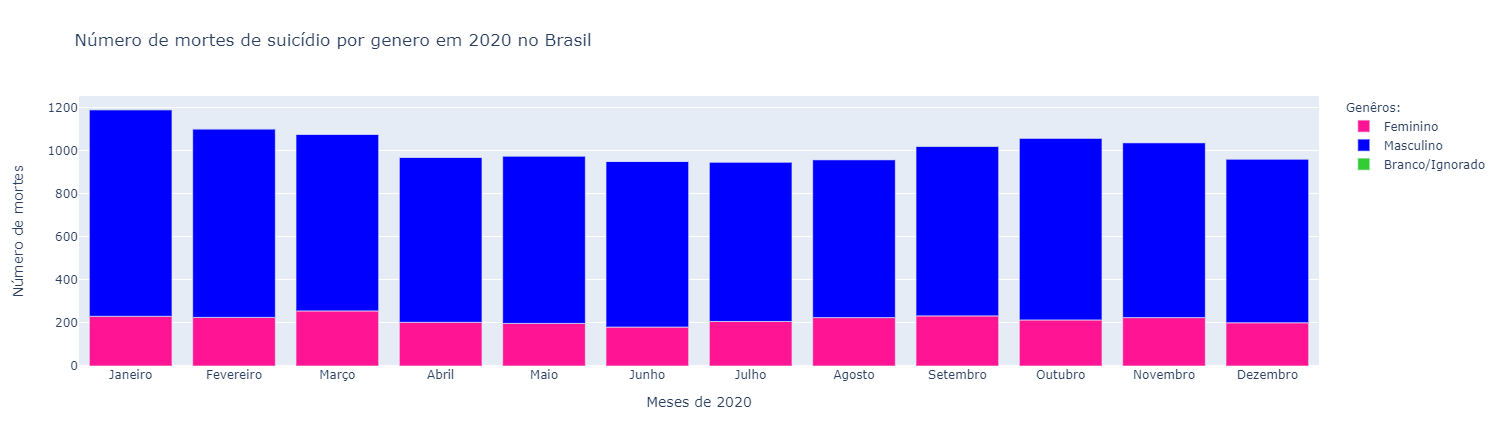 Número de mortes de suicídio por genero em 2020 no Brasil
Número de mortes
1200
1000
800
600
400
200
0
Janeiro Fevereiro Março Abril Maio Junho Julho Agosto Setembro Outubro Novembro Dezembro
Meses de 2020
Genêros:
Feminino
Masculino
Branco/Ignorado